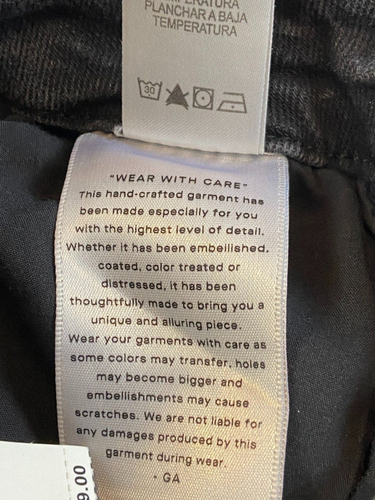 PLANCHAR A BAJA
TEMPERATURA
30
"WEAR WITH CARE"
This hand-crafted garment has
been made especially for you
with the highest level of detail.
Whether it has been embellished,
coated, color treated or
distressed, it has been
thoughtfully made to bring you a
unique and alluring piece.
Wear your garments with care as
some colors may transfer, holes
may become bigger and
embellishments may cause
scratches. We are not liable for
any damages produced by this
garment during wear.
- GA
9.00